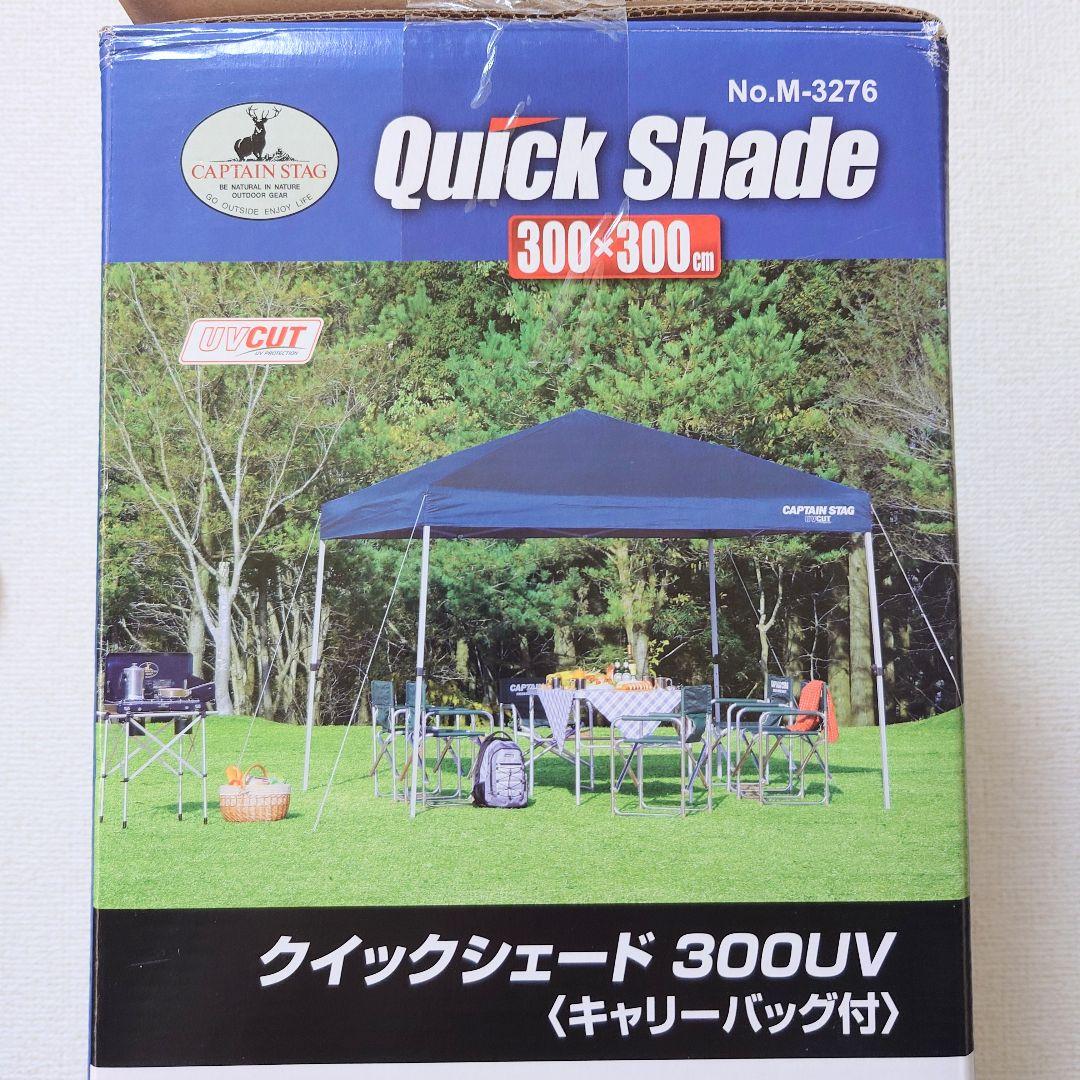 No.M-3276
CAPTAIN STAG
BE NATURAL IN NATURE
OUTDOOR GEAR
GO OUTSIDE ENJOY LIFE
Quick Shade
300×300cm
UVCUT
UV PROTECTION
CAPTAIN STAG
UVCUT
クイックシェード 300UV
〈キャリーバッグ付〉